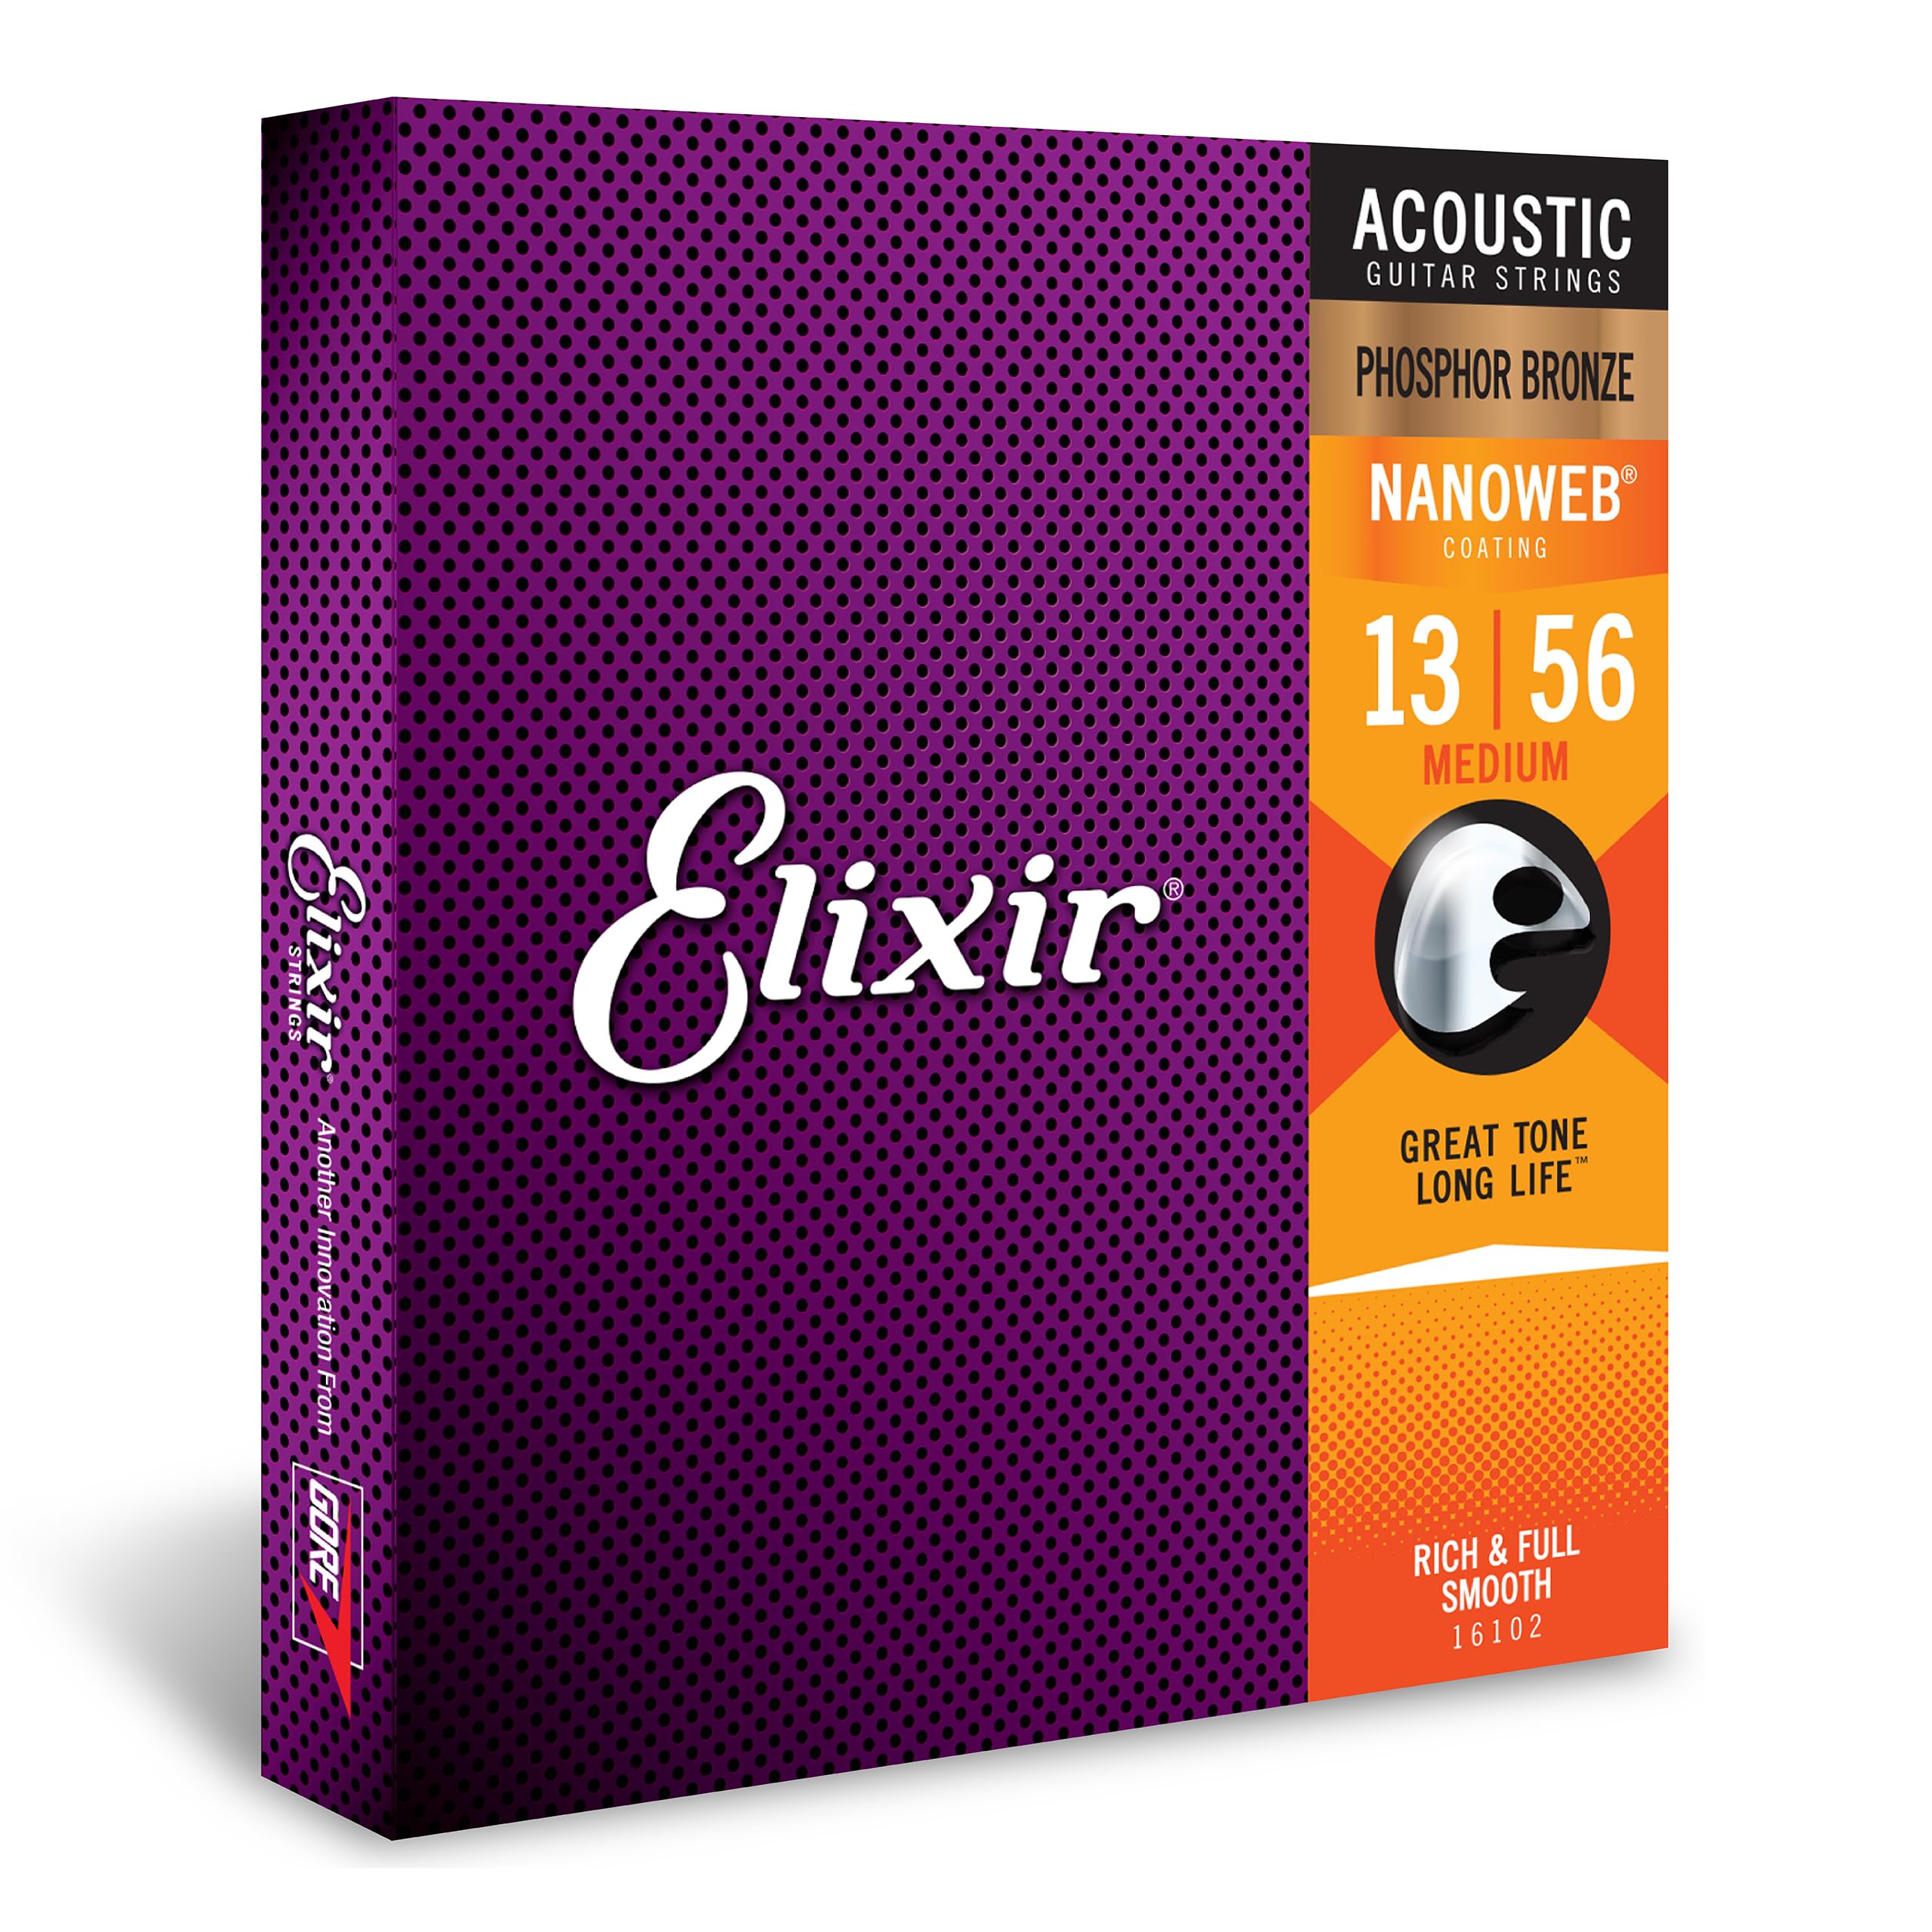 Elixir®
STRINGS
Another Innovation From
GORE
Elixir®
ACOUSTIC
GUITAR STRINGS
PHOSPHOR BRONZE
NANOWEB®
COATING
13 | 56
MEDIUM
e
GREAT TONE
LONG LIFE™
RICH & FULL
SMOOTH
16102